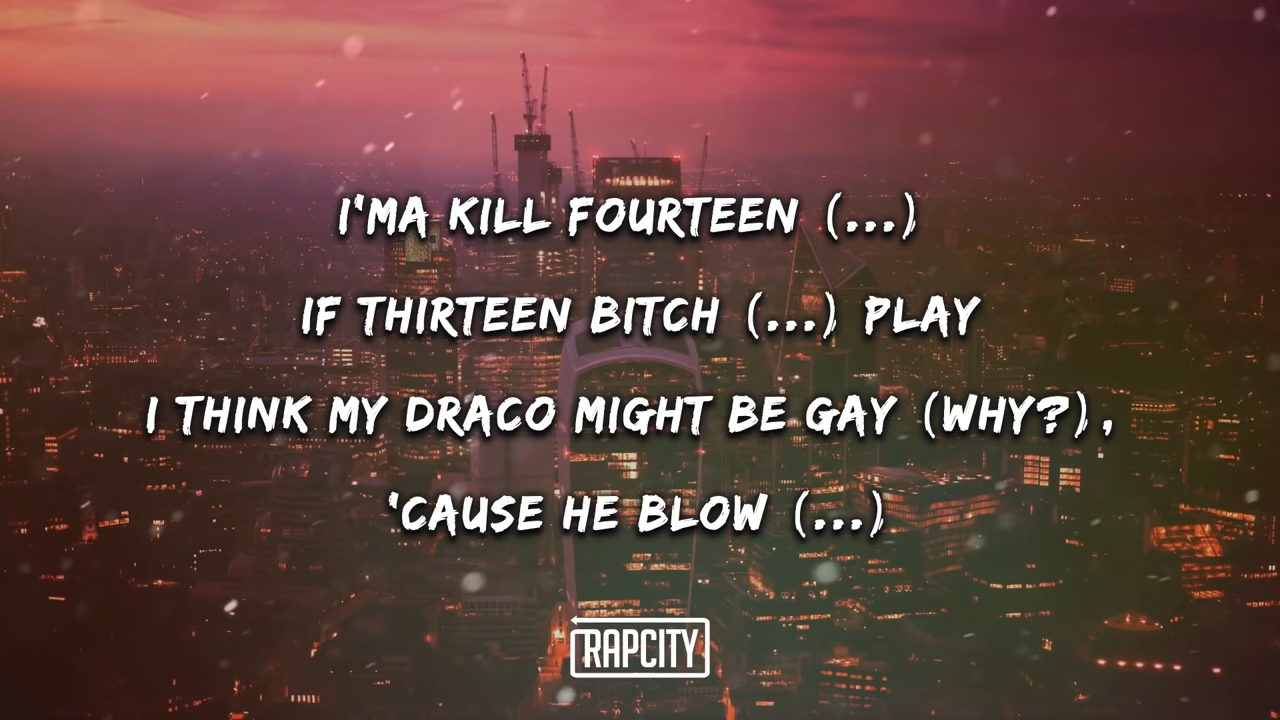 I'MA KILL FOURTEEN (...)
IF THIRTEEN BITCH (...) PLAY
I THINK MY DRACO MIGHT BE GAY (WHY?),
'CAUSE HE BLOW (...)
RAPCITY